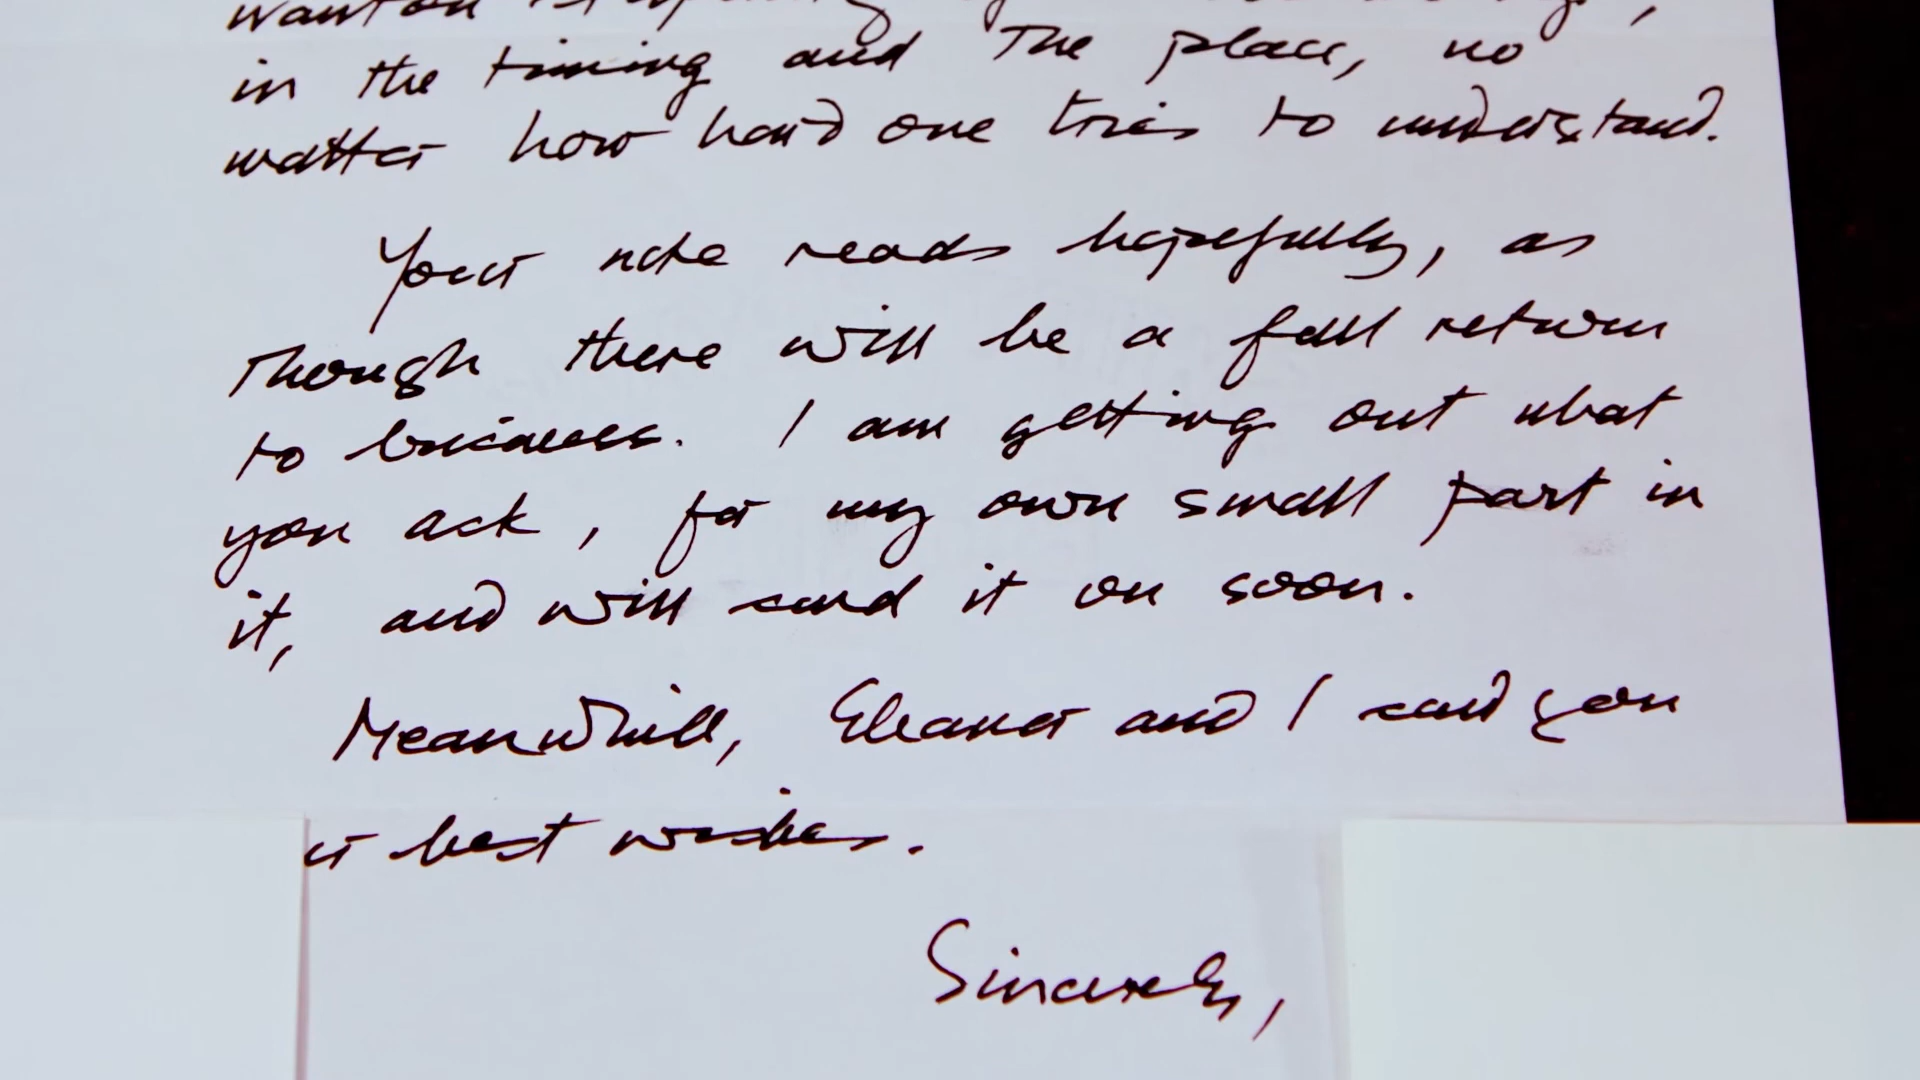 wanton
in the timing and the place, no
matter how hard one tries to understand.
Your note reads hopefully, as
though there will be a full return
to business. I am getting out what
you ask, for my own small part in
it, and will send it on soon.
Meanwhile, Eleanor and I send you
best wishes.
Sincerely,